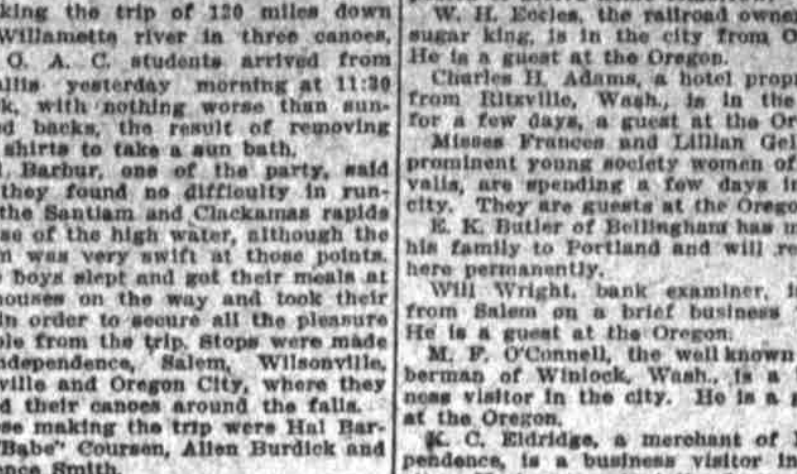 king the trip of 120 miles down
Willamette river in three canoes,
O. A. C. students arrived from
allis yesterday morning at 11:30
k, with nothing worse than sun-
ed backs, the result of removing
shirts to take a sun bath.
l Barbur, one of the party, said
they found no difficulty in run-
the Santiam and Clackamas rapids
se of the high water, although the
m was very swift at those points.
boys slept and got their meals at
houses on the way and took their
in order to secure all the pleasure
ble from the trip. Stops were made
ndependence, Salem, Wilsonville,
ville and Oregon City, where they
d their canoes around the falls.
se making the trip were Hal Bar-
"Babe" Coursen, Allen Burdick and
ence Smith.
W. H. Eccles, the railroad owner
sugar king, is in the city from O
He is a guest at the Oregon.
Charles H. Adams, a hotel propr
from Ritzville, Wash., is in the
for a few days, a guest at the Or
Misses Frances and Lillian Gel
prominent young society women of
vallis, are spending a few days in
city. They are guests at the Orego
E. K. Butler of Bellingham has m
his family to Portland and will re
here permanently.
Will Wright, bank examiner, i
from Salem on a brief business
He is a guest at the Oregon.
M. F. O'Connell, the well known
berman of Winlock, Wash., is a
ness visitor in the city. He is a g
at the Oregon.
K. C. Eldridge, a merchant of I
pendence, is a business visitor in